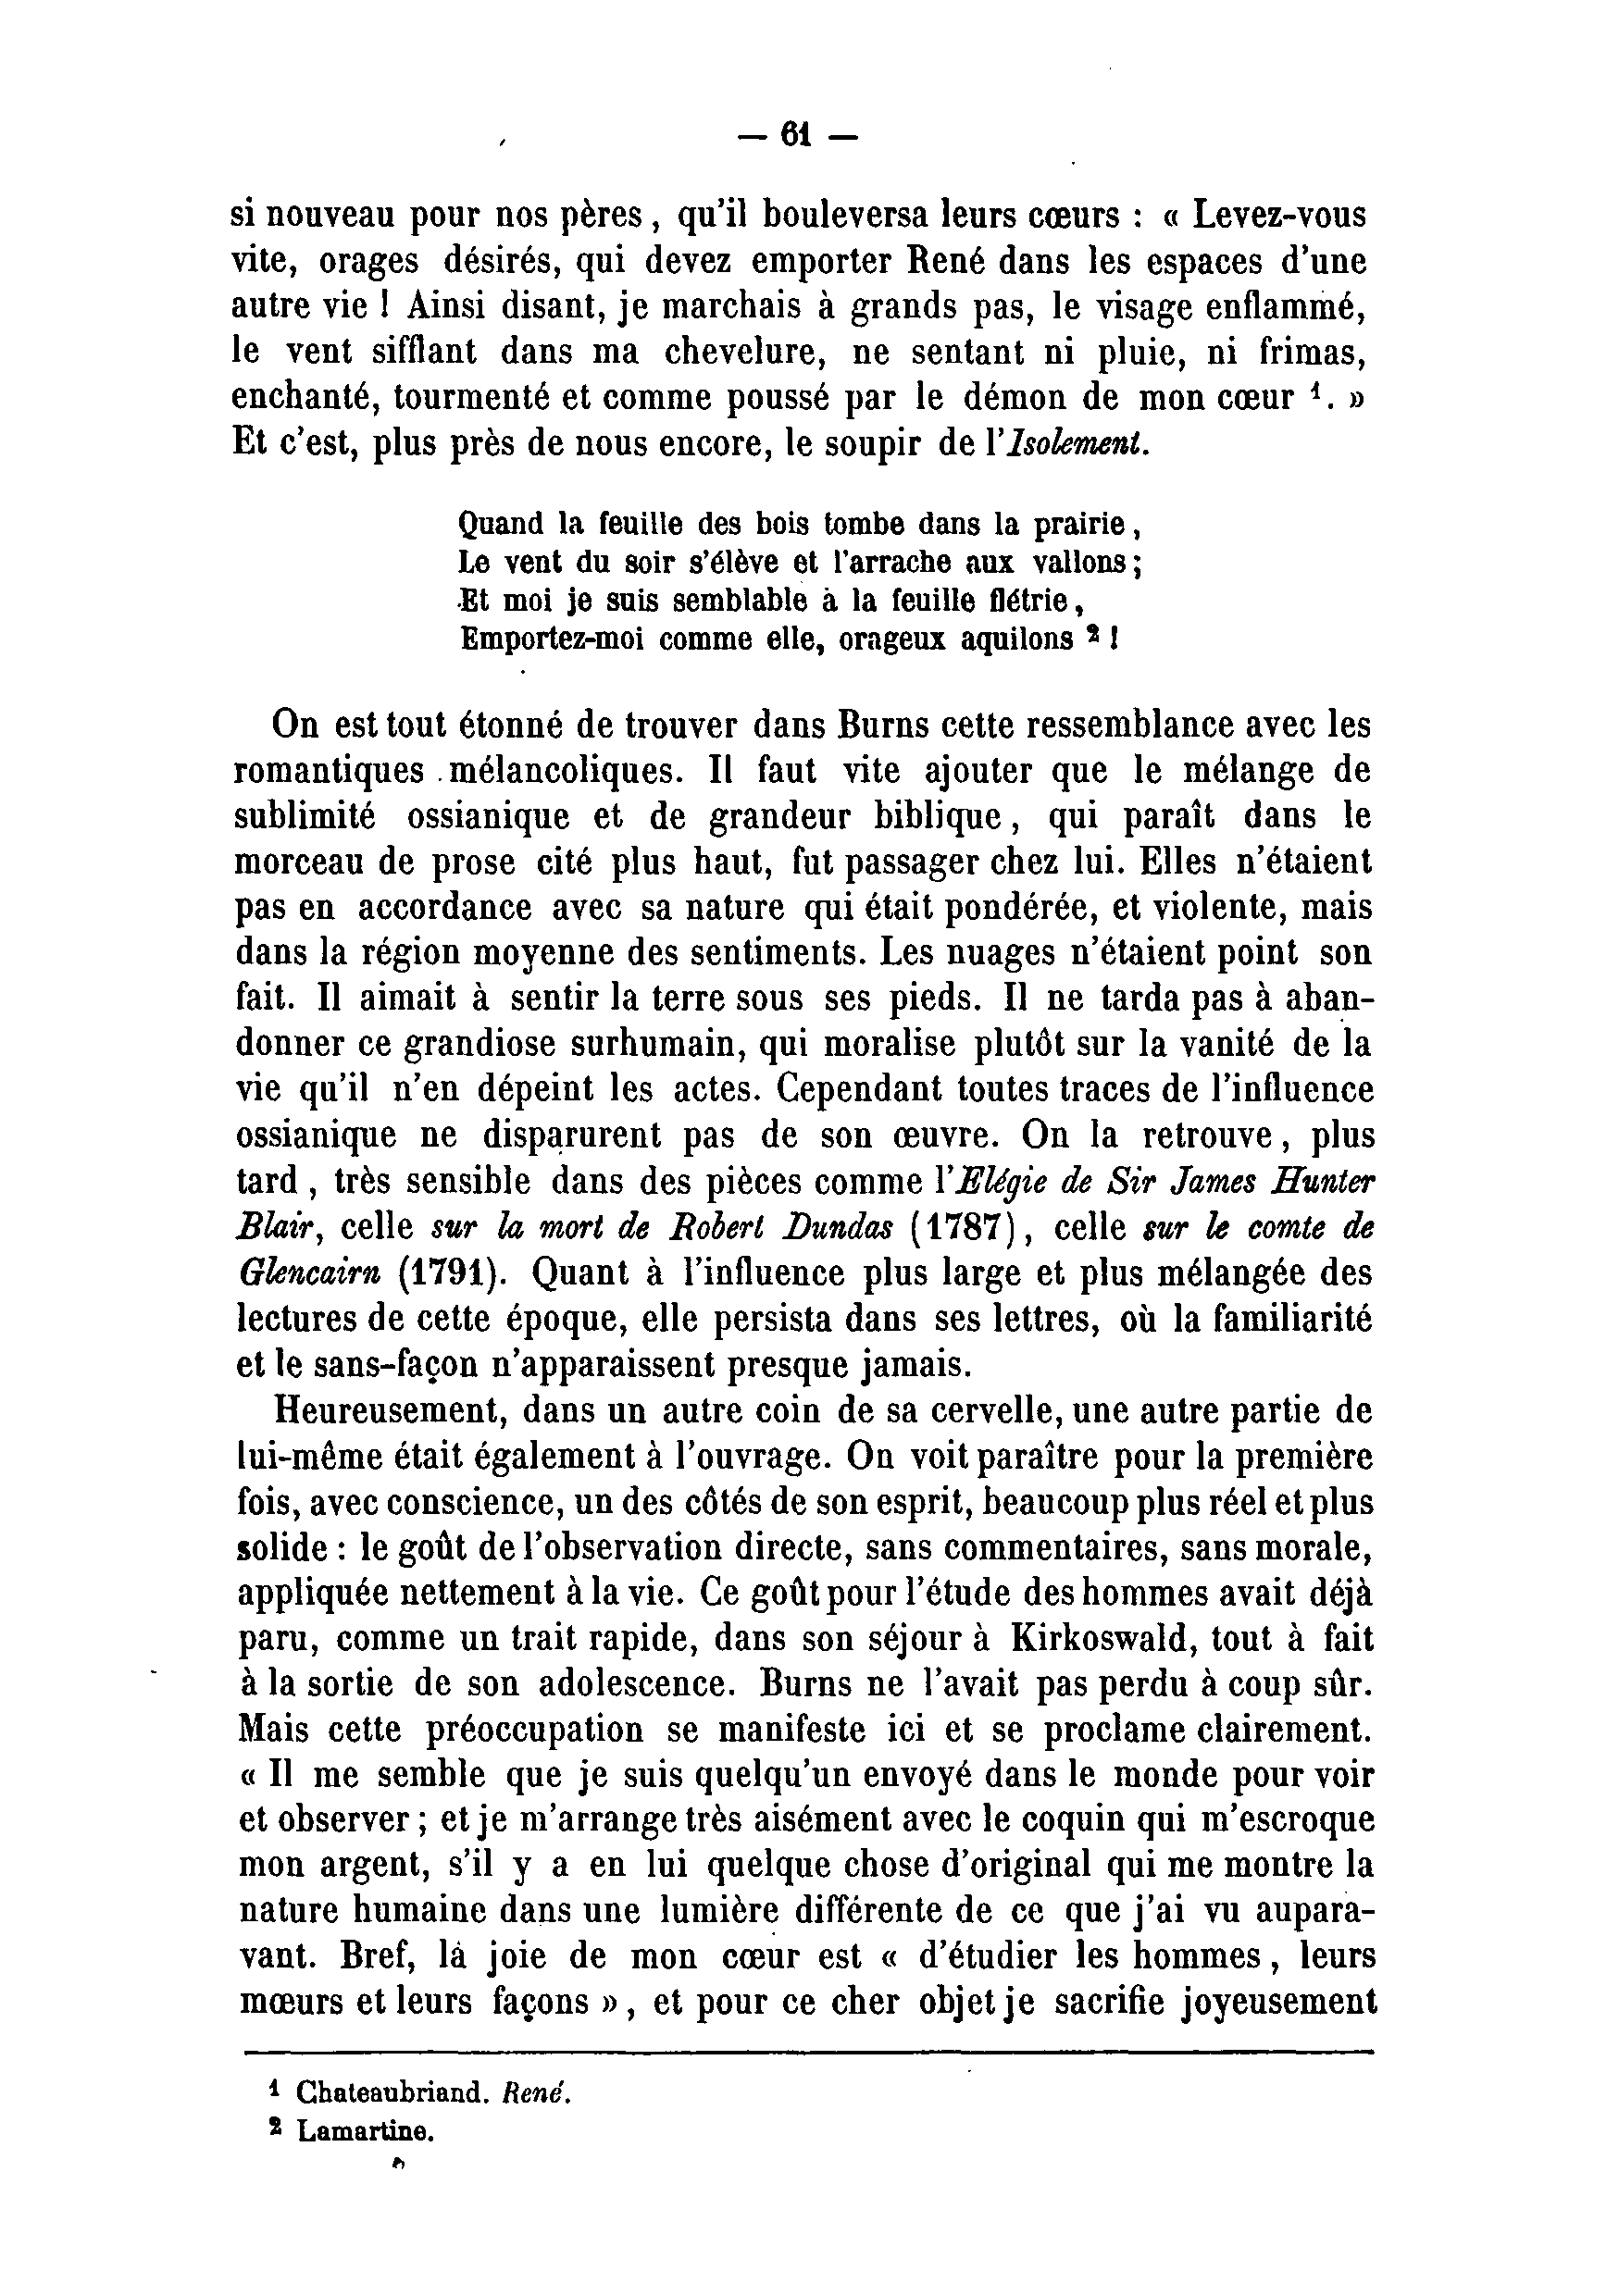 — 61 —
si nouveau pour nos pères, qu'il bouleversa leurs cœurs : « Levez-vous
vite, orages désirés, qui devez emporter René dans les espaces d'une
autre vie ! Ainsi disant, je marchais à grands pas, le visage enflammé,
le vent sifflant dans ma chevelure, ne sentant ni pluie, ni frimas,
enchanté, tourmenté et comme poussé par le démon de mon cœur ¹. »
Et c'est, plus près de nous encore, le soupir de l'Isolement.
Quand la feuille des bois tombe dans la prairie,
Le vent du soir s'élève et l'arrache aux vallons ;
Et moi je suis semblable à la feuille flétrie,
Emportez-moi comme elle, orageux aquilons ² !
On est tout étonné de trouver dans Burns cette ressemblance avec les
romantiques mélancoliques. Il faut vite ajouter que le mélange de
sublimité ossianique et de grandeur biblique, qui paraît dans le
morceau de prose cité plus haut, fut passager chez lui. Elles n'étaient
pas en accordance avec sa nature qui était pondérée, et violente, mais
dans la région moyenne des sentiments. Les nuages n'étaient point son
fait. Il aimait à sentir la terre sous ses pieds. Il ne tarda pas à aban-
donner ce grandiose surhumain, qui moralise plutôt sur la vanité de la
vie qu'il n'en dépeint les actes. Cependant toutes traces de l'influence
ossianique ne disparurent pas de son œuvre. On la retrouve, plus
tard, très sensible dans des pièces comme l'Elégie de Sir James Hunter
Blair, celle sur la mort de Robert Dundas (1787), celle sur le comte de
Glencairn (1791). Quant à l'influence plus large et plus mélangée des
lectures de cette époque, elle persista dans ses lettres, où la familiarité
et le sans-façon n'apparaissent presque jamais.
Heureusement, dans un autre coin de sa cervelle, une autre partie de
lui-même était également à l'ouvrage. On voit paraître pour la première
fois, avec conscience, un des côtés de son esprit, beaucoup plus réel et plus
solide : le goût de l'observation directe, sans commentaires, sans morale,
appliquée nettement à la vie. Ce goût pour l'étude des hommes avait déjà
paru, comme un trait rapide, dans son séjour à Kirkoswald, tout à fait
à la sortie de son adolescence. Burns ne l'avait pas perdu à coup sûr.
Mais cette préoccupation se manifeste ici et se proclame clairement.
« Il me semble que je suis quelqu'un envoyé dans le monde pour voir
et observer ; et je m'arrange très aisément avec le coquin qui m'escroque
mon argent, s'il y a en lui quelque chose d'original qui me montre la
nature humaine dans une lumière différente de ce que j'ai vu aupara-
vant. Bref, la joie de mon cœur est « d'étudier les hommes, leurs
mœurs et leurs façons », et pour ce cher objet je sacrifie joyeusement
¹ Chateaubriand. René.
² Lamartine.